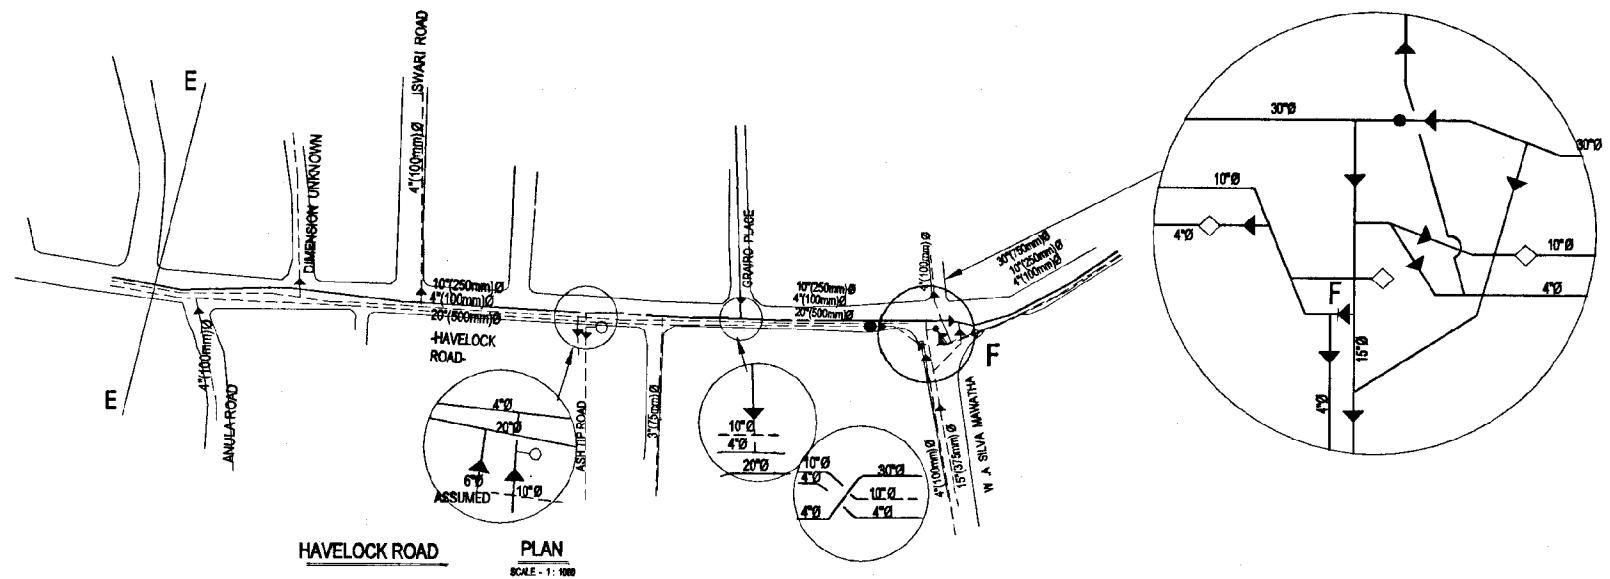 E
E
DIMENSION UNKNOWN
ISWARI ROAD
4"(100mm)Ø
10"(250mm)Ø
4"(100mm)Ø
20"(500mm)Ø
-HAVELOCK
ROAD-
4"(100mm)Ø
ANULA ROAD
4"Ø
20"Ø
6"Ø
ASSUMED
10"Ø
ASHTIP ROAD
3"(75mm)Ø
GRAIRO PLACE
10"Ø
4"Ø
20"Ø
10"(250mm)Ø
4"(100mm)Ø
20"(500mm)Ø
4"(100mm)Ø
30"(750mm)Ø
10"(250mm)Ø
4"(100mm)Ø
F
4"(100mm)Ø
15"(375mm)Ø
W A SILVA MAWATHA
10"Ø
4"Ø
4"Ø
30"Ø
10"Ø
4"Ø
30"Ø
30"Ø
10"Ø
4"Ø
10"Ø
4"Ø
F
15"Ø
4"Ø
HAVELOCK ROAD
PLAN
SCALE - 1 : 1000